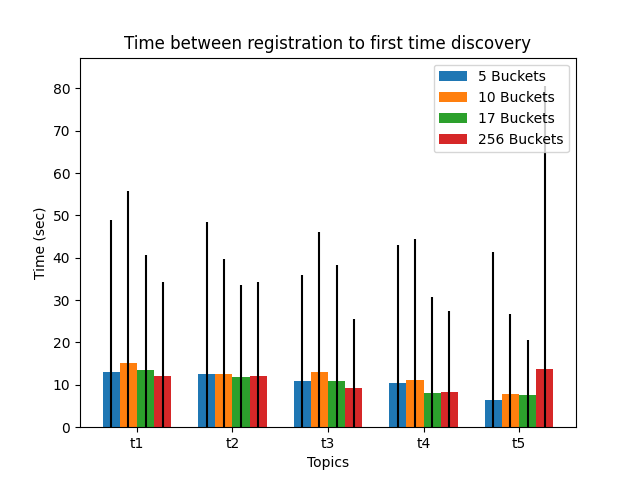 Time between registration to first time discovery
5 Buckets
10 Buckets
17 Buckets
256 Buckets
80
70
60
50
40
30
20
10
0
Time (sec)
t1 t2 t3 t4 t5
Topics